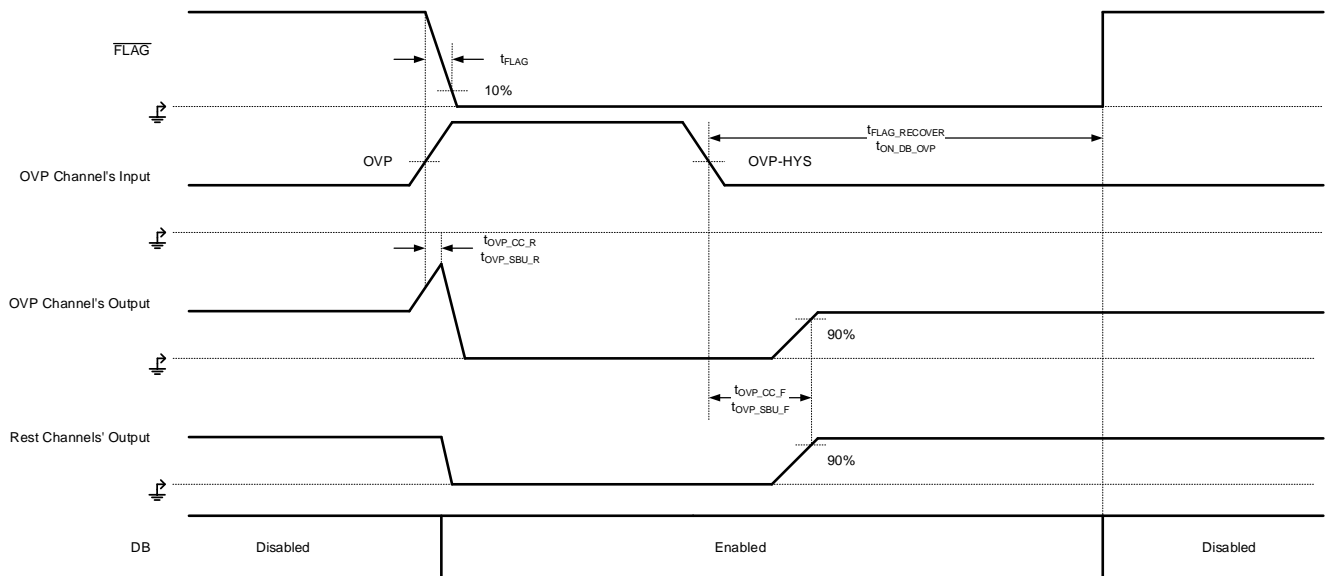 FLAG
tFLAG
10%
tFLAG_RECOVER
tON_DB_OVP
OVP
OVP-HYS
OVP Channel's Input
tOVP_CC_R
tOVP_SBU_R
OVP Channel's Output
90%
tOVP_CC_F
tOVP_SBU_F
Rest Channels' Output
90%
DB
Disabled
Enabled
Disabled